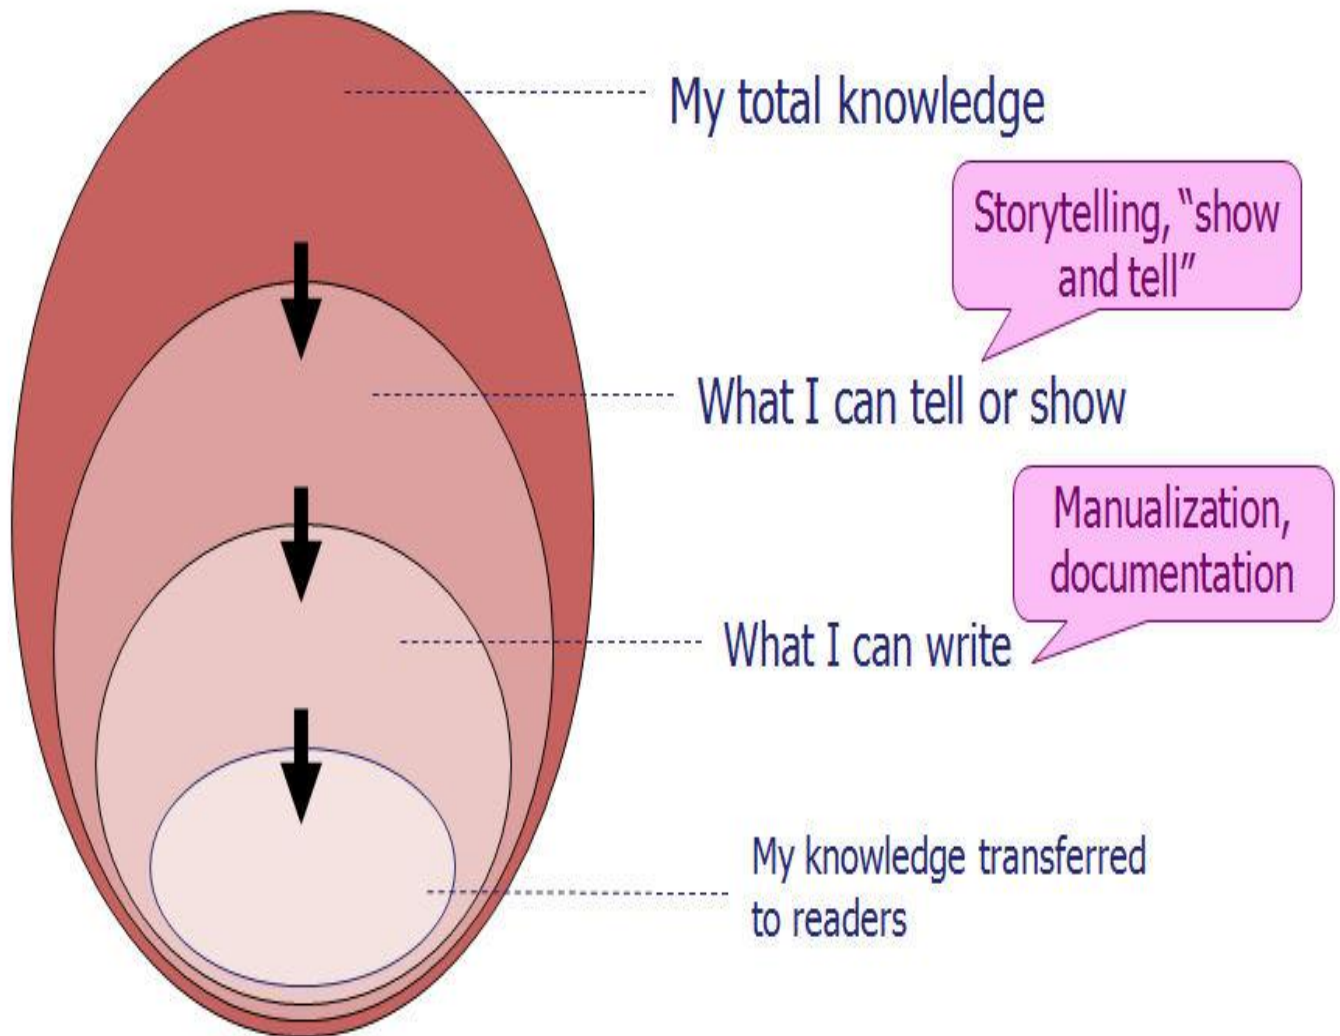 My total knowledge
Storytelling, “show
and tell”
What I can tell or show
Manualization,
documentation
What I can write
My knowledge transferred
to readers